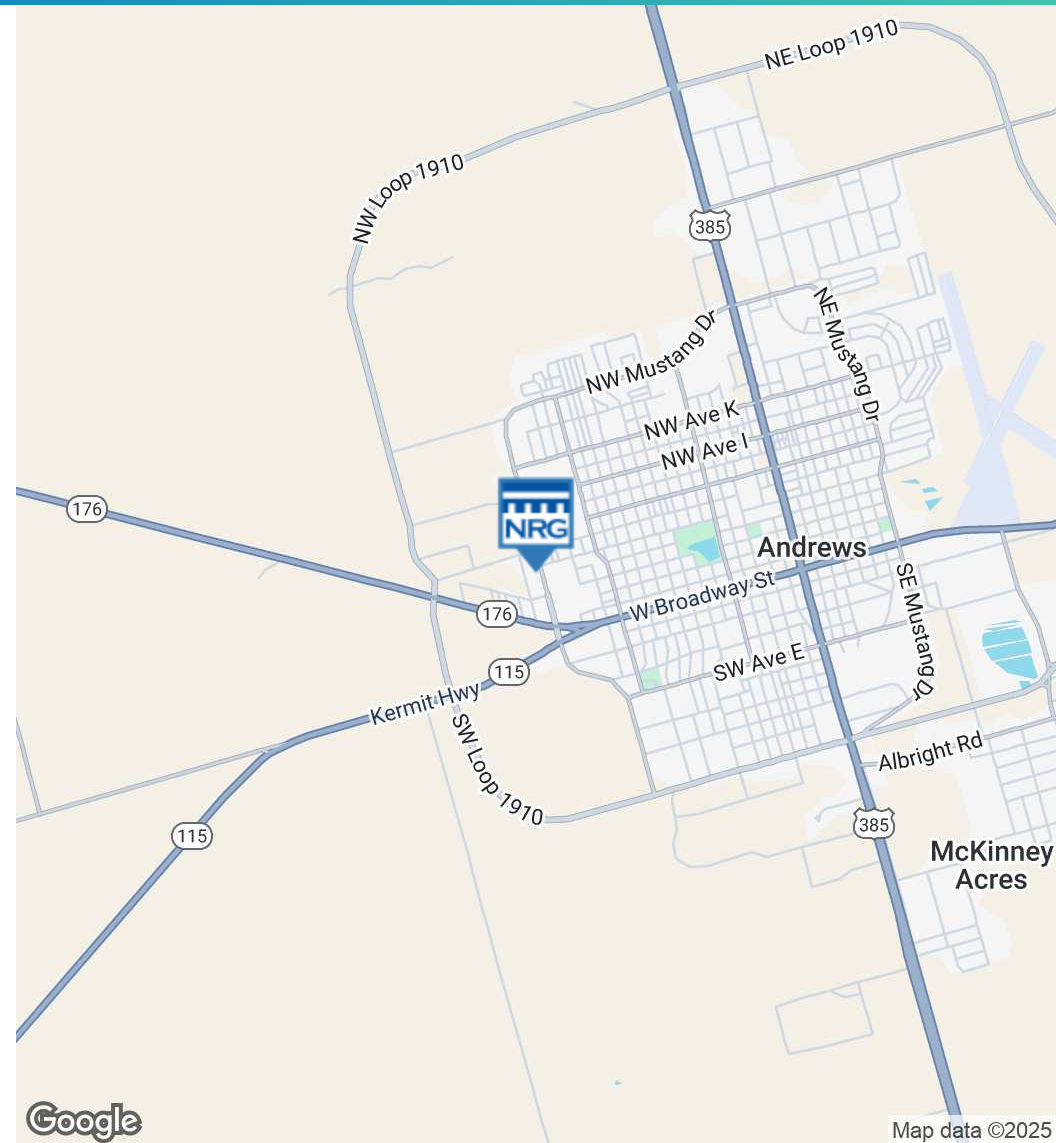 NE Loop 1910
NW Loop 1910
385
NE Mustang Dr
NW Mustang Dr
NW Ave K
NW Ave I
176
NRG
Andrews
176
W Broadway St
SE Mustang Dr
SW Ave E
115
Kermit Hwy
SW Loop 1910
Albright Rd
115
385
McKinney
Acres
Google
Map data ©2025